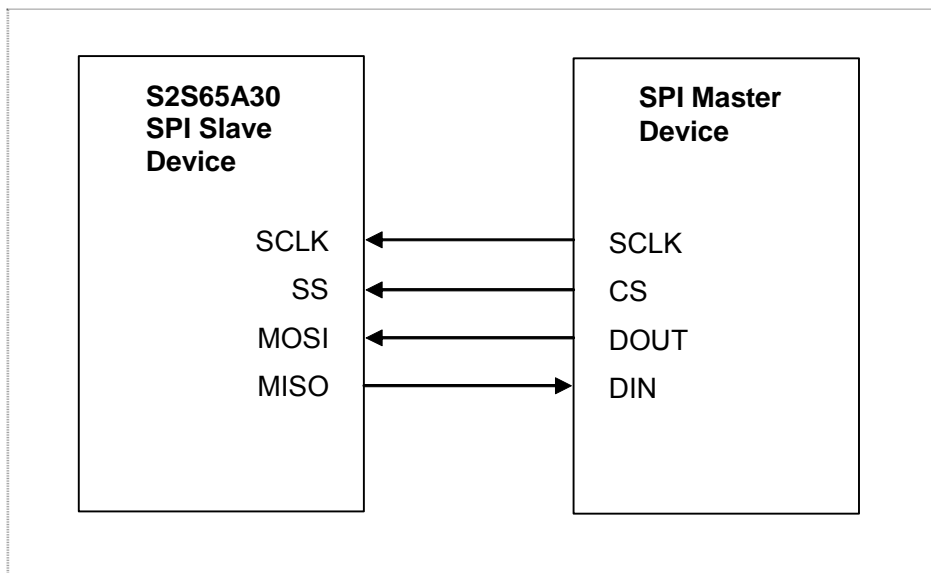 S2S65A30
SPI Slave
Device
SPI Master
Device
SCLK
SCLK
SS
CS
MOSI
DOUT
MISO
DIN